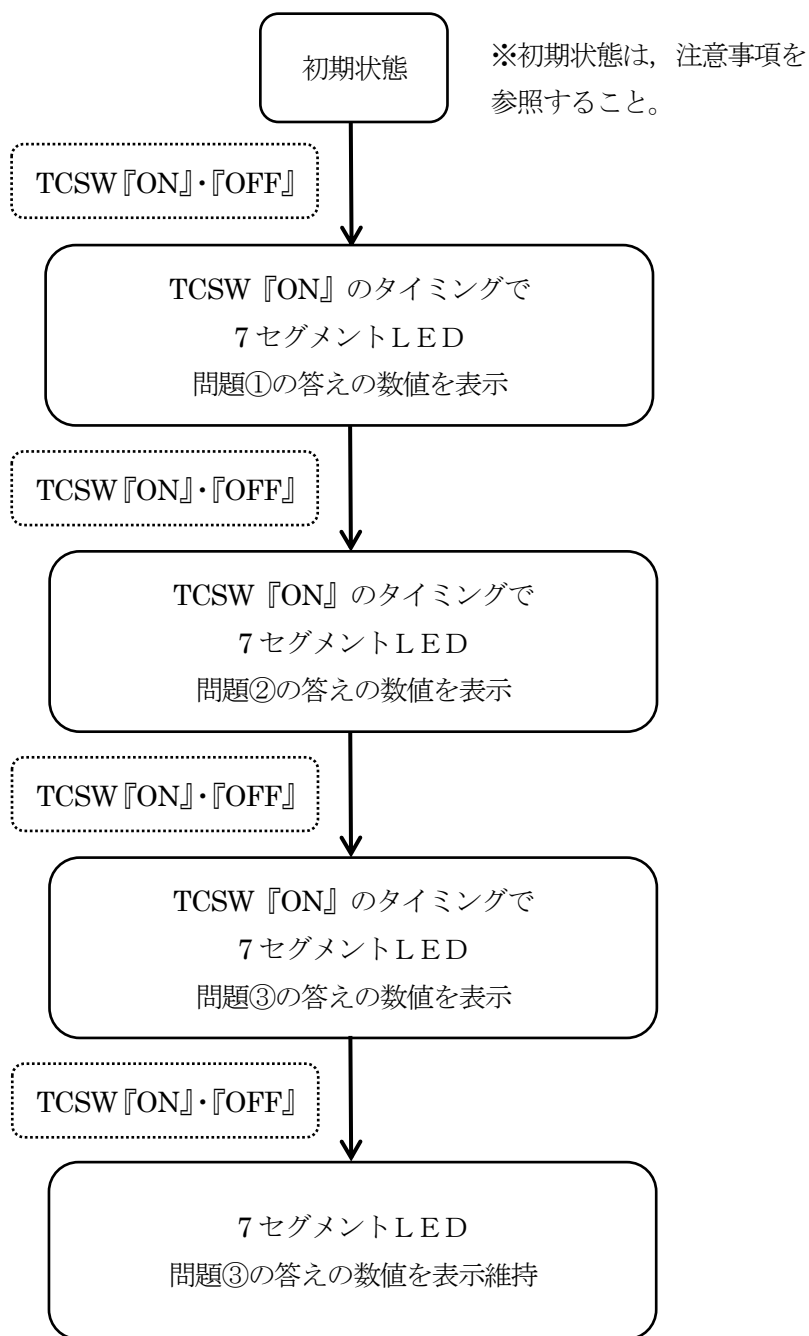 初期状態
※初期状態は，注意事項を
参照すること。
TCSW『ON』・『OFF』
TCSW『ON』のタイミングで
7セグメントＬＥＤ
問題①の答えの数値を表示
TCSW『ON』・『OFF』
TCSW『ON』のタイミングで
7セグメントＬＥＤ
問題②の答えの数値を表示
TCSW『ON』・『OFF』
TCSW『ON』のタイミングで
7セグメントＬＥＤ
問題③の答えの数値を表示
TCSW『ON』・『OFF』
7セグメントＬＥＤ
問題③の答えの数値を表示維持